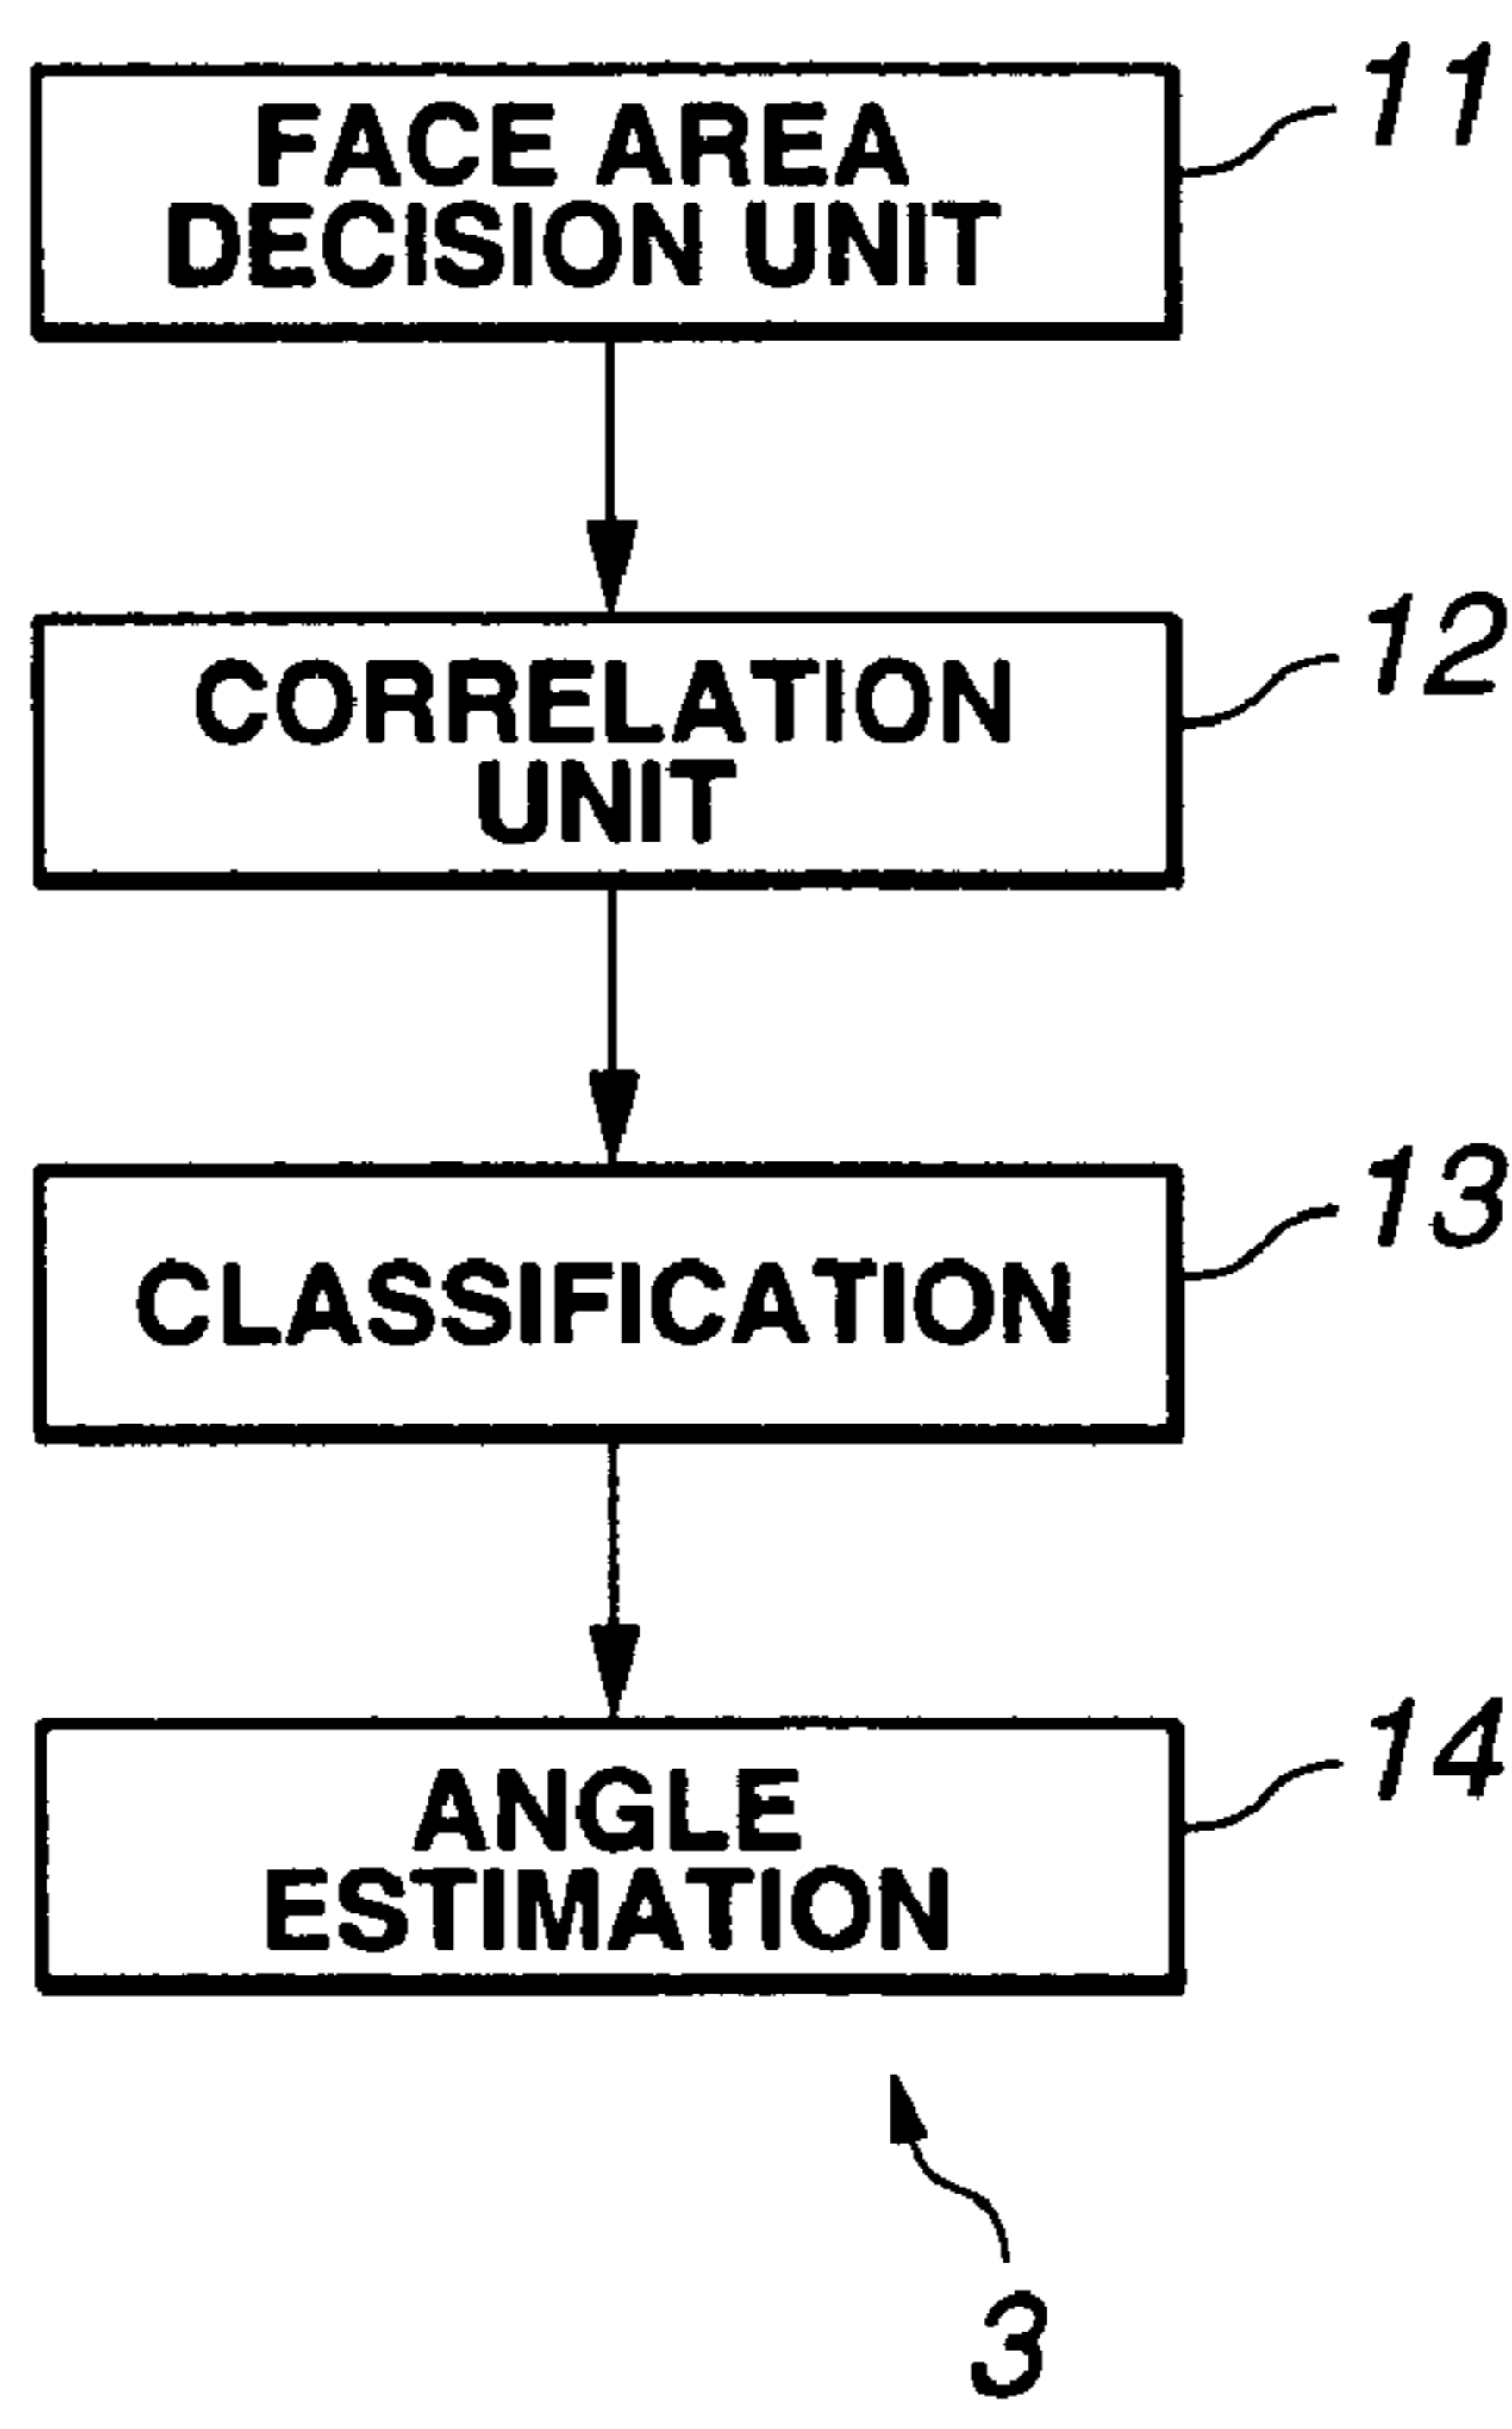 11
FACE AREA
DECISION UNIT
12
CORRELATION
UNIT
13
CLASSIFICATION
14
ANGLE
ESTIMATION
3